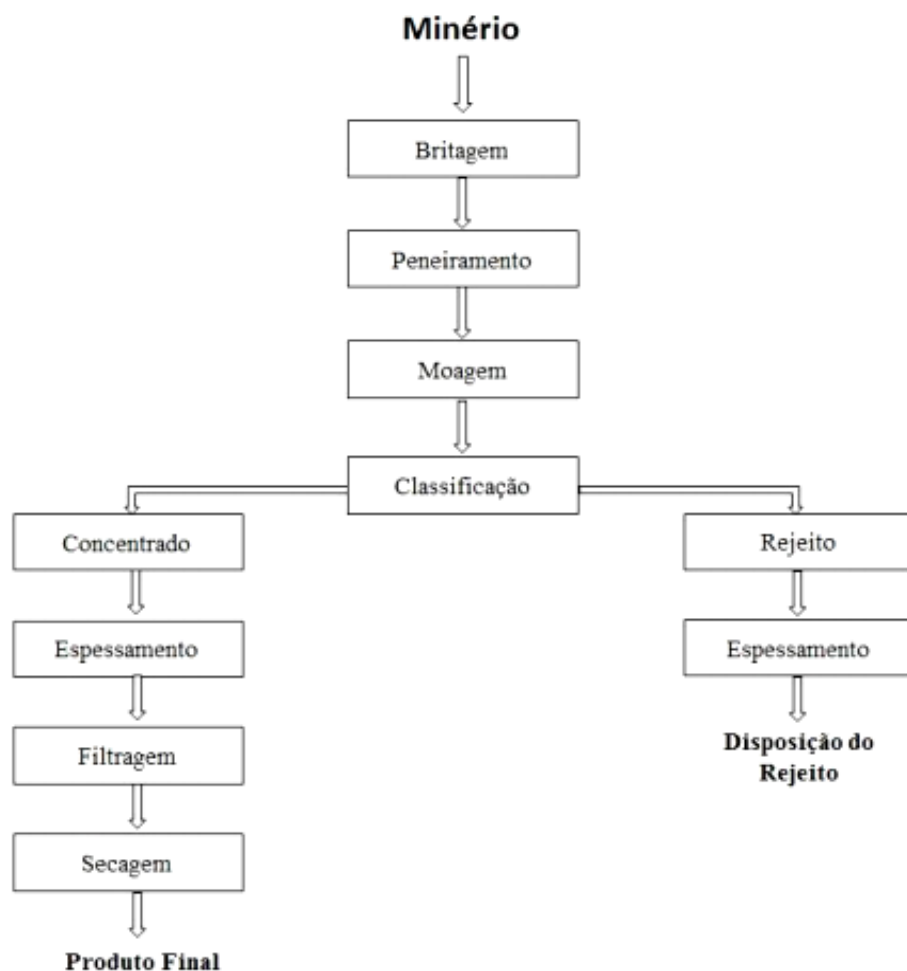 Minério
Britagem
Peneiramento
Moagem
Classificação
Concentrado
Rejeito
Espessamento
Espessamento
Filtragem
Disposição do
Rejeito
Secagem
Produto Final